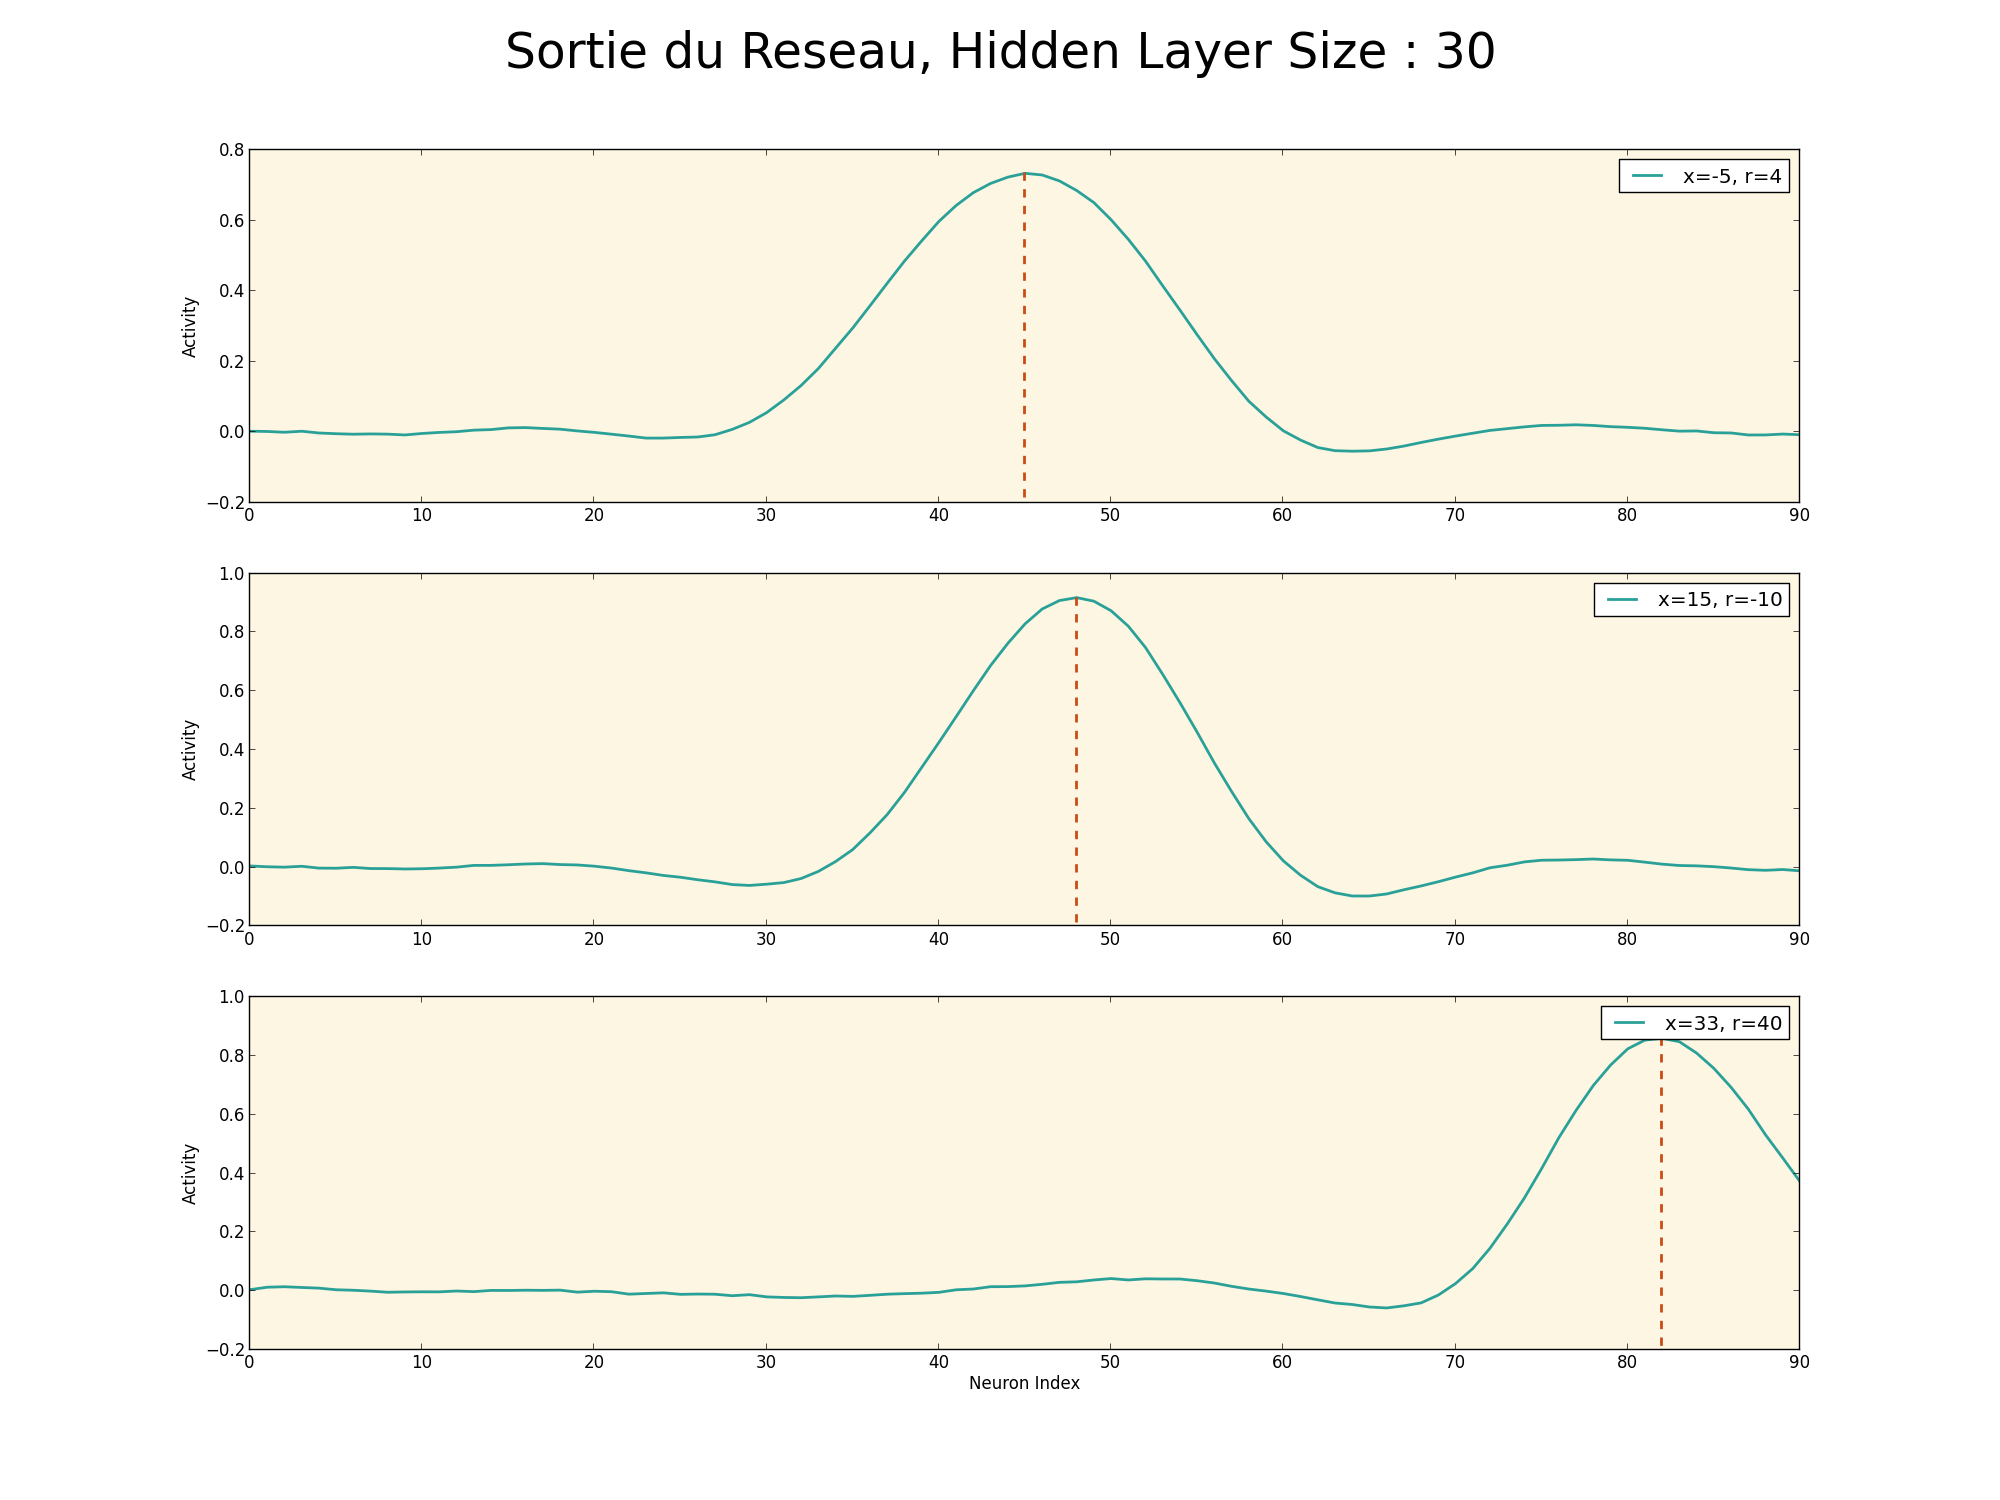 Sortie du Reseau, Hidden Layer Size : 30
0.8
0.6
0.4
0.2
0.0
−0.2
Activity
x=-5, r=4
0 10 20 30 40 50 60 70 80 90
1.0
0.8
0.6
0.4
0.2
0.0
−0.2
Activity
x=15, r=-10
0 10 20 30 40 50 60 70 80 90
1.0
0.8
0.6
0.4
0.2
0.0
−0.2
Activity
x=33, r=40
0 10 20 30 40 50 60 70 80 90
Neuron Index